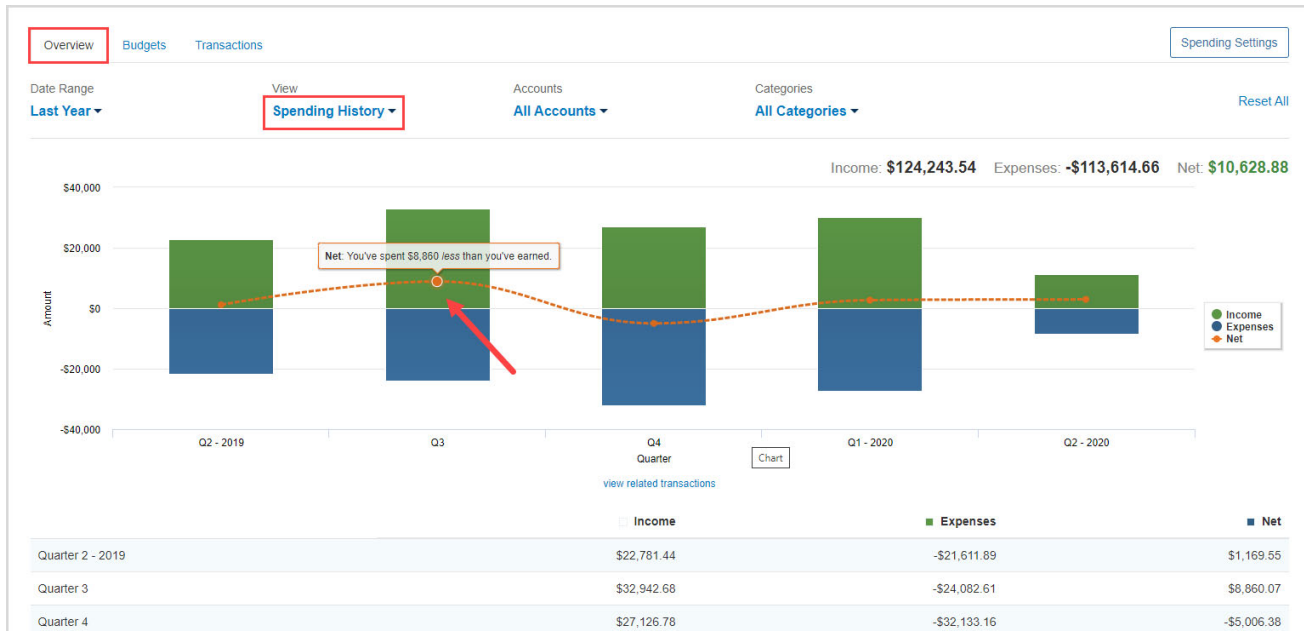 Overview Budgets Transactions Spending Settings
Date Range View Accounts Categories
Last Year Spending History All Accounts All Categories Reset All
Income: $124,243.54 Expenses: -$113,614.66 Net: $10,628.88
$40,000
$20,000
Net: You've spent $8,860 less than you've earned.
Amount
$0
Income
Expenses
Net
-$20,000
-$40,000
Q2 - 2019 Q3 Q4 Q1 - 2020 Q2 - 2020
Quarter
Chart
view related transactions
Income Expenses Net
Quarter 2 - 2019 $22,781.44 -$21,611.89 $1,169.55
Quarter 3 $32,942.68 -$24,082.61 $8,860.07
Quarter 4 $27,126.78 -$32,133.16 -$5,006.38